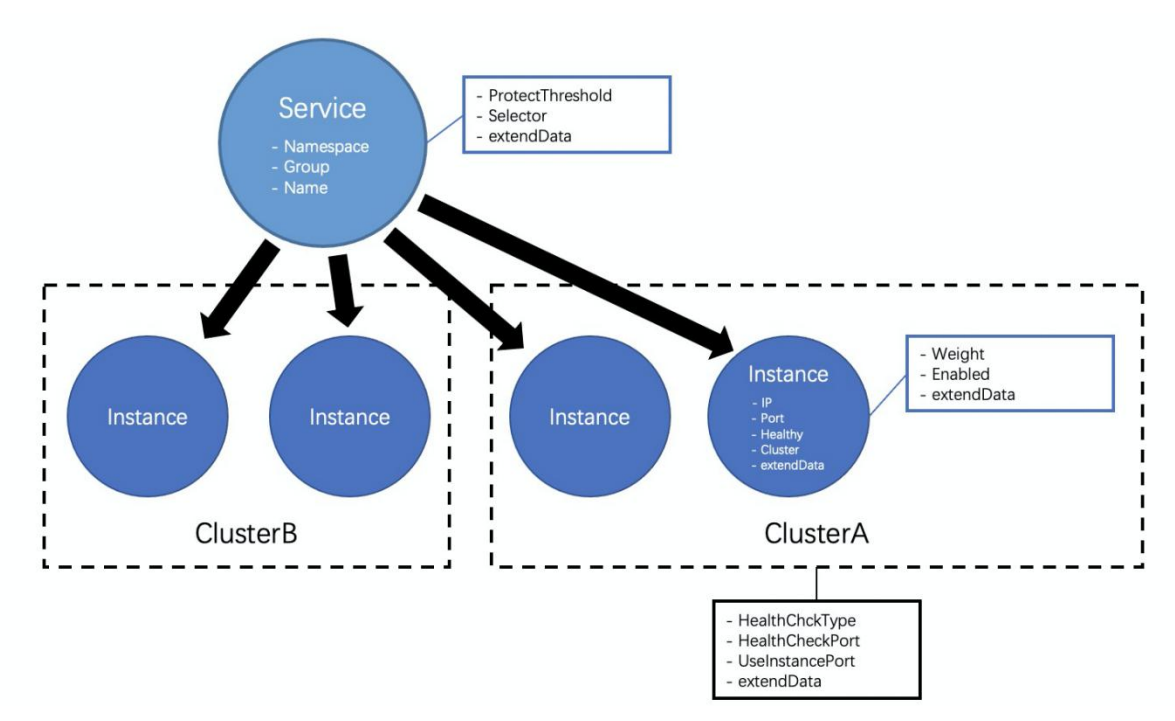 Service
- Namespace
- Group
- Name
- ProtectThreshold
- Selector
- extendData
Instance
Instance
ClusterB
Instance
Instance
- IP
- Port
- Healthy
- Cluster
- extendData
- Weight
- Enabled
- extendData
ClusterA
- HealthChckType
- HealthCheckPort
- UseInstancePort
- extendData